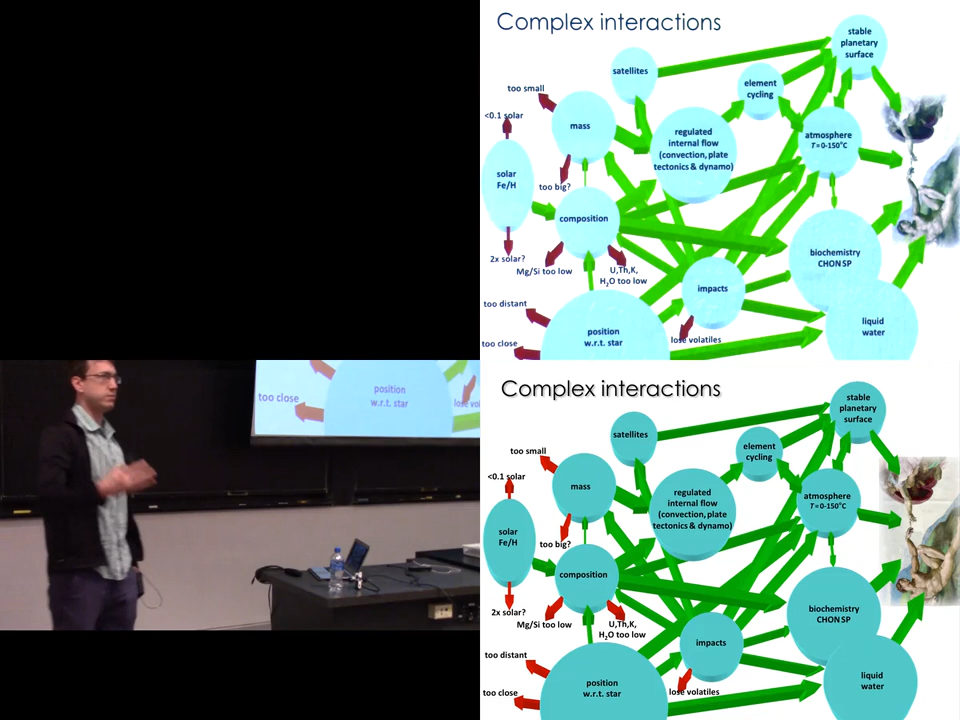 Complex interactions
stable
planetary
surface
satellites
element
cycling
too small
mass
<0.1 solar
regulated
internal flow
(convection, plate
tectonics & dynamo)
atmosphere
T = 0-150°C
solar
Fe/H
too big?
composition
2x solar?
Mg/Si too low
U,Th,K,
H2O too low
biochemistry
CHON SP
impacts
too distant
liquid
water
position
w.r.t. star
lose volatiles
too close
too close
position
w.r.t. star
Complex interactions
stable
planetary
surface
satellites
element
cycling
too small
mass
<0.1 solar
regulated
internal flow
(convection, plate
tectonics & dynamo)
atmosphere
T = 0-150°C
solar
Fe/H
too big?
composition
2x solar?
Mg/Si too low
U,Th,K,
H2O too low
biochemistry
CHON SP
impacts
too distant
liquid
water
position
w.r.t. star
lose volatiles
too close